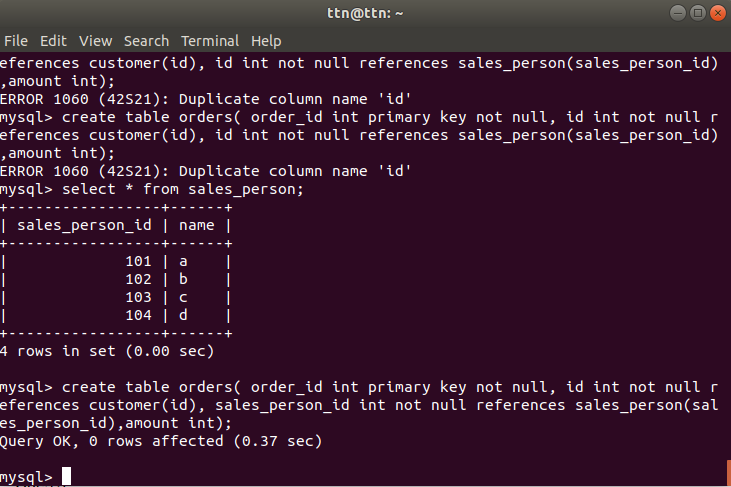 ttn@ttn: ~
File Edit View Search Terminal Help
eferences customer(id), id int not null references sales_person(sales_person_id)
,amount int);
ERROR 1060 (42S21): Duplicate column name 'id'
mysql> create table orders( order_id int primary key not null, id int not null r
eferences customer(id), id int not null references sales_person(sales_person_id)
,amount int);
ERROR 1060 (42S21): Duplicate column name 'id'
mysql> select * from sales_person;
+-----------------+------+
| sales_person_id | name |
+-----------------+------+
|             101 | a    |
|             102 | b    |
|             103 | c    |
|             104 | d    |
+-----------------+------+
4 rows in set (0.00 sec)
mysql> create table orders( order_id int primary key not null, id int not null r
eferences customer(id), sales_person_id int not null references sales_person(sal
es_person_id),amount int);
Query OK, 0 rows affected (0.37 sec)
mysql>